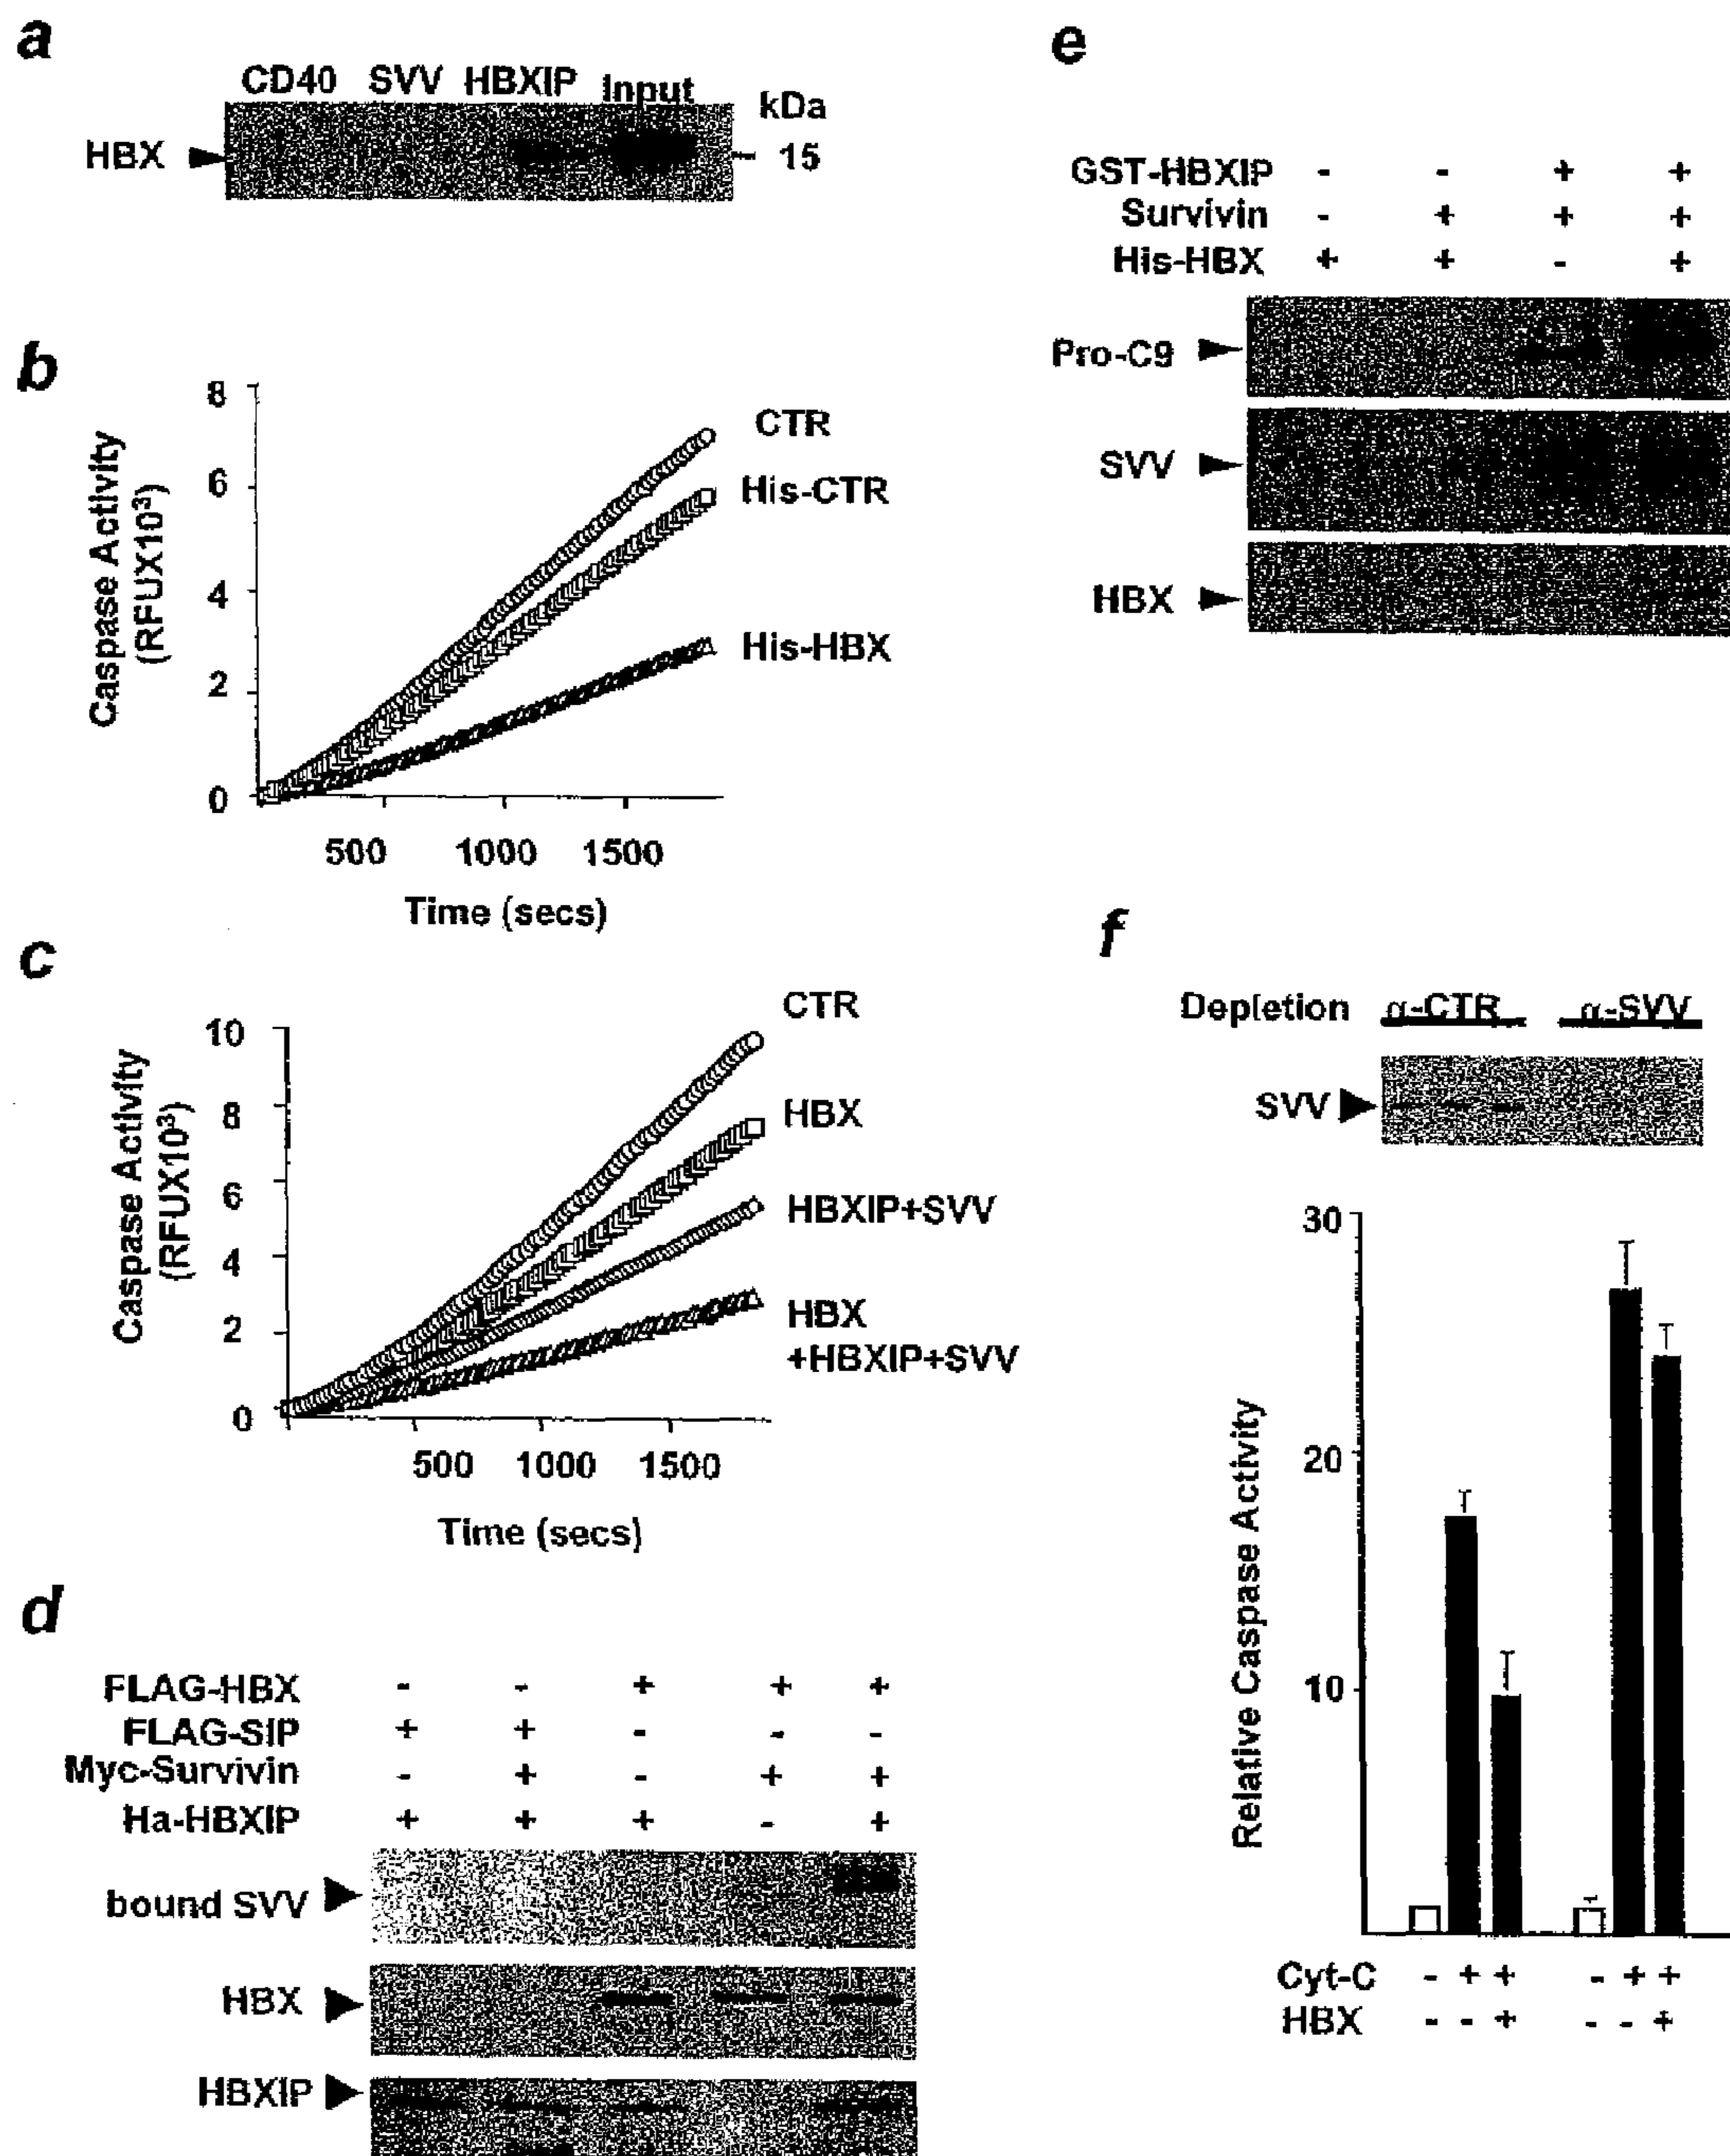 a
CD40 SVV HBXIP Input
kDa
HBX
15
b
8
6
4
2
0
Caspase Activity
(RFUX10³)
CTR
His-CTR
His-HBX
500 1000 1500
Time (secs)
c
10
8
6
4
2
0
Caspase Activity
(RFUX10³)
CTR
HBX
HBXIP+SVV
HBX
+HBXIP+SVV
500 1000 1500
Time (secs)
d
FLAG-HBX - - + + +
FLAG-SIP + + - - -
Myc-Survivin - + - + +
Ha-HBXIP + + + - +
bound SVV
HBX
HBXIP
e
GST-HBXIP - - + +
Survivin - + + +
His-HBX + + - +
Pro-C9
SVV
HBX
f
Depletion α-CTR α-SVV
SVV
30
20
10
Relative Caspase Activity
Cyt-C - + + - + +
HBX - - + - - +